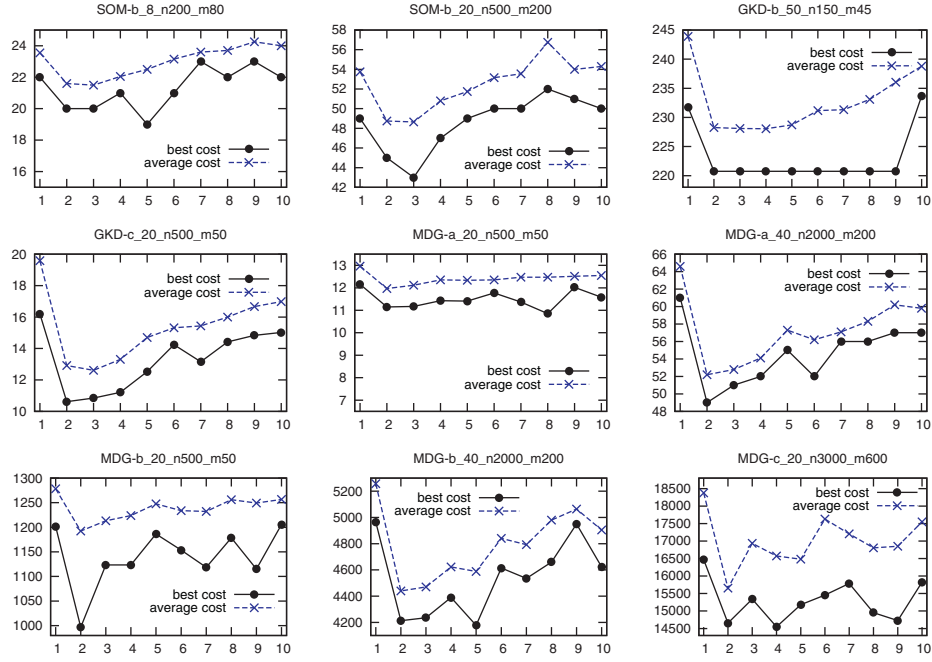 SOM-b_8_n200_m80
24
22
20
18
16
1 2 3 4 5 6 7 8 9 10
best cost
average cost
SOM-b_20_n500_m200
58
56
54
52
50
48
46
44
42
1 2 3 4 5 6 7 8 9 10
best cost
average cost
GKD-b_50_n150_m45
245
240
235
230
225
220
1 2 3 4 5 6 7 8 9 10
best cost
average cost
GKD-c_20_n500_m50
20
18
16
14
12
10
1 2 3 4 5 6 7 8 9 10
best cost
average cost
MDG-a_20_n500_m50
13
12
11
10
9
8
7
1 2 3 4 5 6 7 8 9 10
best cost
average cost
MDG-a_40_n2000_m200
66
64
62
60
58
56
54
52
50
48
1 2 3 4 5 6 7 8 9 10
best cost
average cost
MDG-b_20_n500_m50
1300
1250
1200
1150
1100
1050
1000
1 2 3 4 5 6 7 8 9 10
best cost
average cost
MDG-b_40_n2000_m200
5200
5000
4800
4600
4400
4200
1 2 3 4 5 6 7 8 9 10
best cost
average cost
MDG-c_20_n3000_m600
18500
18000
17500
17000
16500
16000
15500
15000
14500
1 2 3 4 5 6 7 8 9 10
best cost
average cost